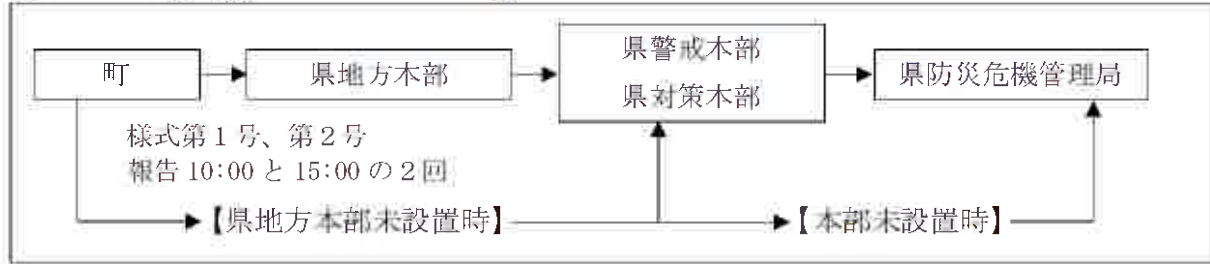 町
県地方本部
県警戒本部
県対策本部
県防災危機管理局
様式第１号、第２号
報告 10:00 と 15:00 の２回
【県地方本部未設置時】
【本部未設置時】